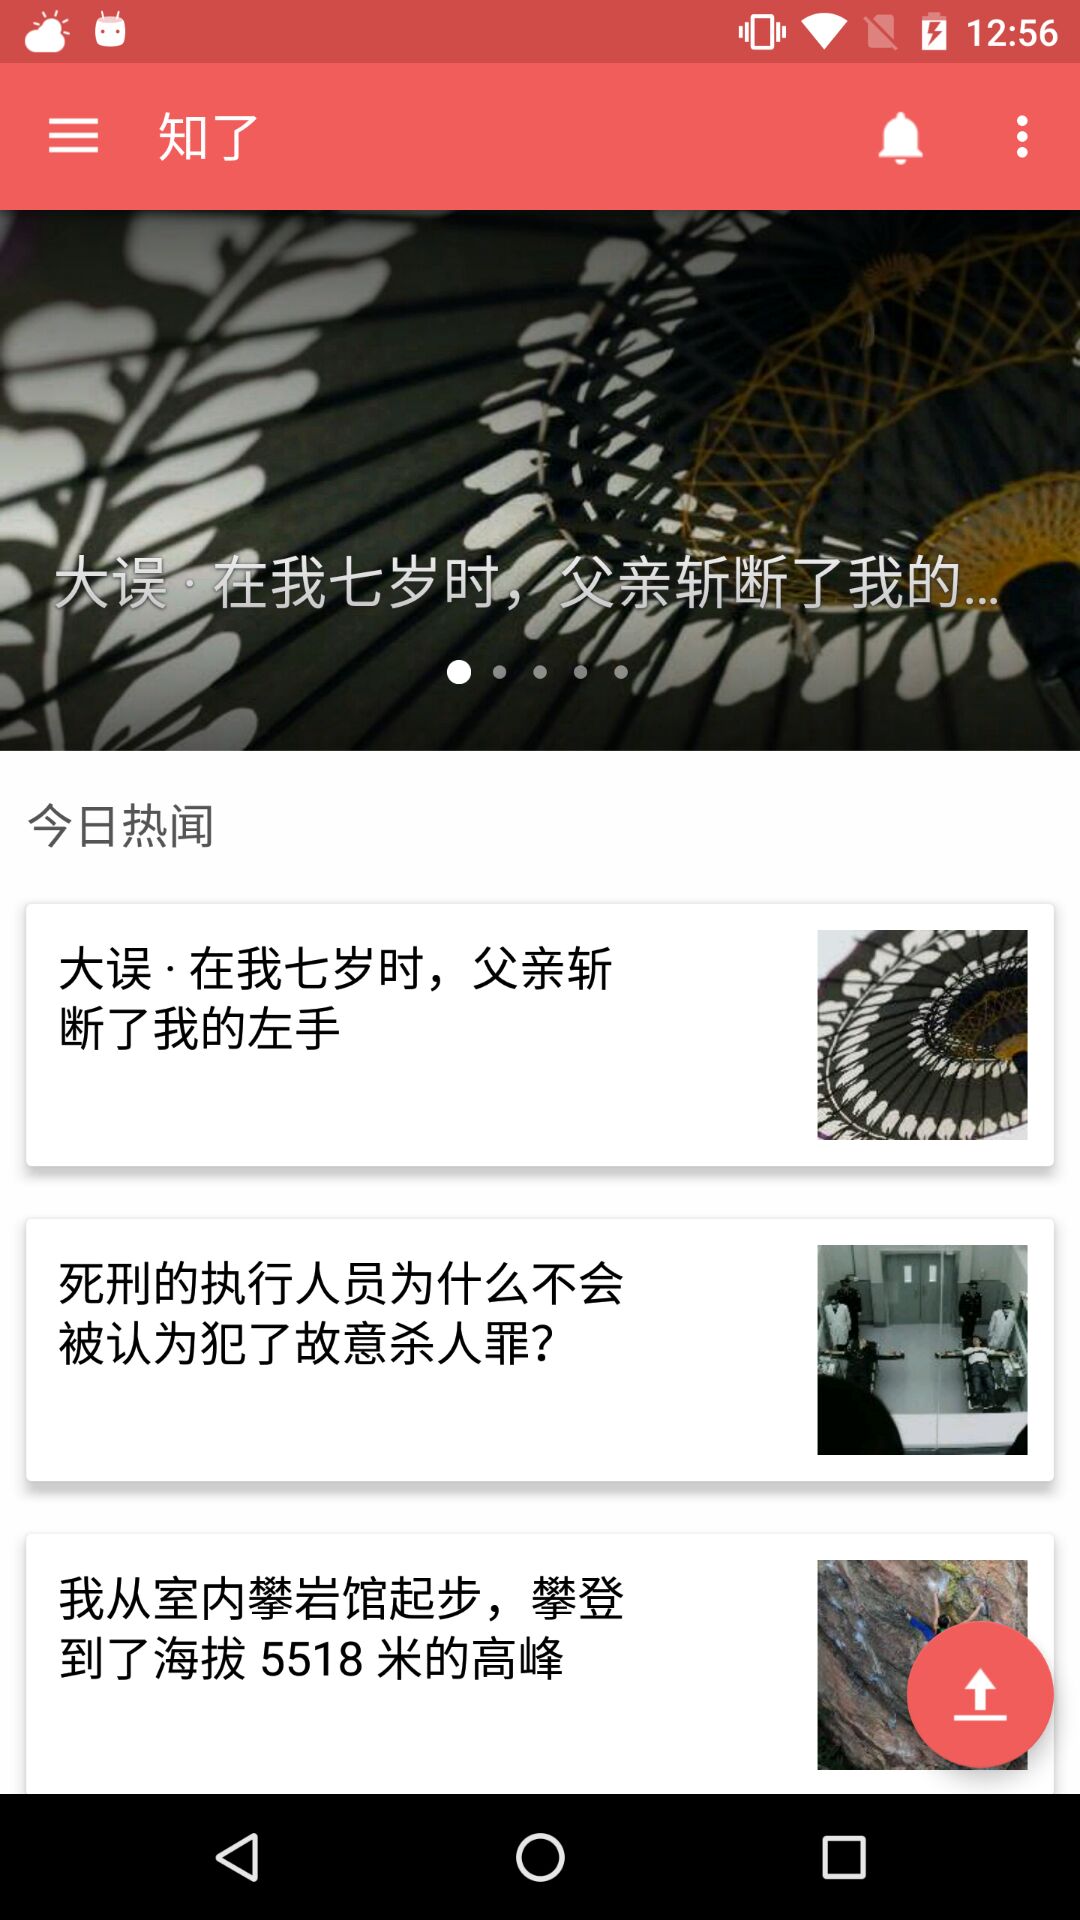 12:56
知了
大误 · 在我七岁时，父亲斩断了我的...
今日热闻
大误 · 在我七岁时，父亲斩
断了我的左手
死刑的执行人员为什么不会
被认为犯了故意杀人罪？
我从室内攀岩馆起步，攀登
到了海拔 5518 米的高峰